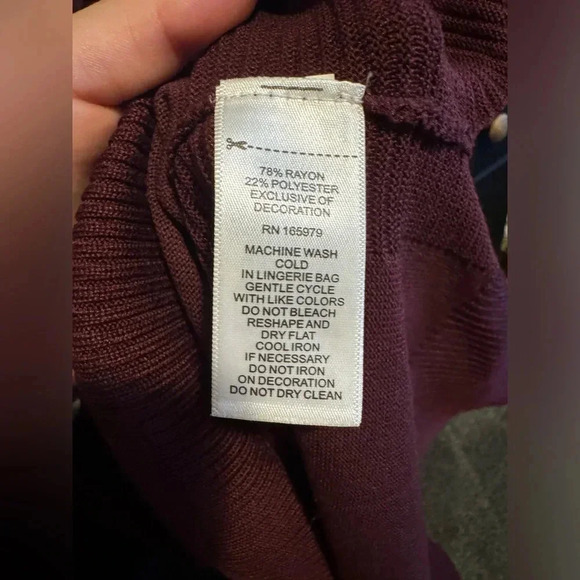 78% RAYON
22% POLYESTER
EXCLUSIVE OF
DECORATION
RN 165979
MACHINE WASH
COLD
IN LINGERIE BAG
GENTLE CYCLE
WITH LIKE COLORS
DO NOT BLEACH
RESHAPE AND
DRY FLAT
COOL IRON
IF NECESSARY
DO NOT IRON
ON DECORATION
DO NOT DRY CLEAN